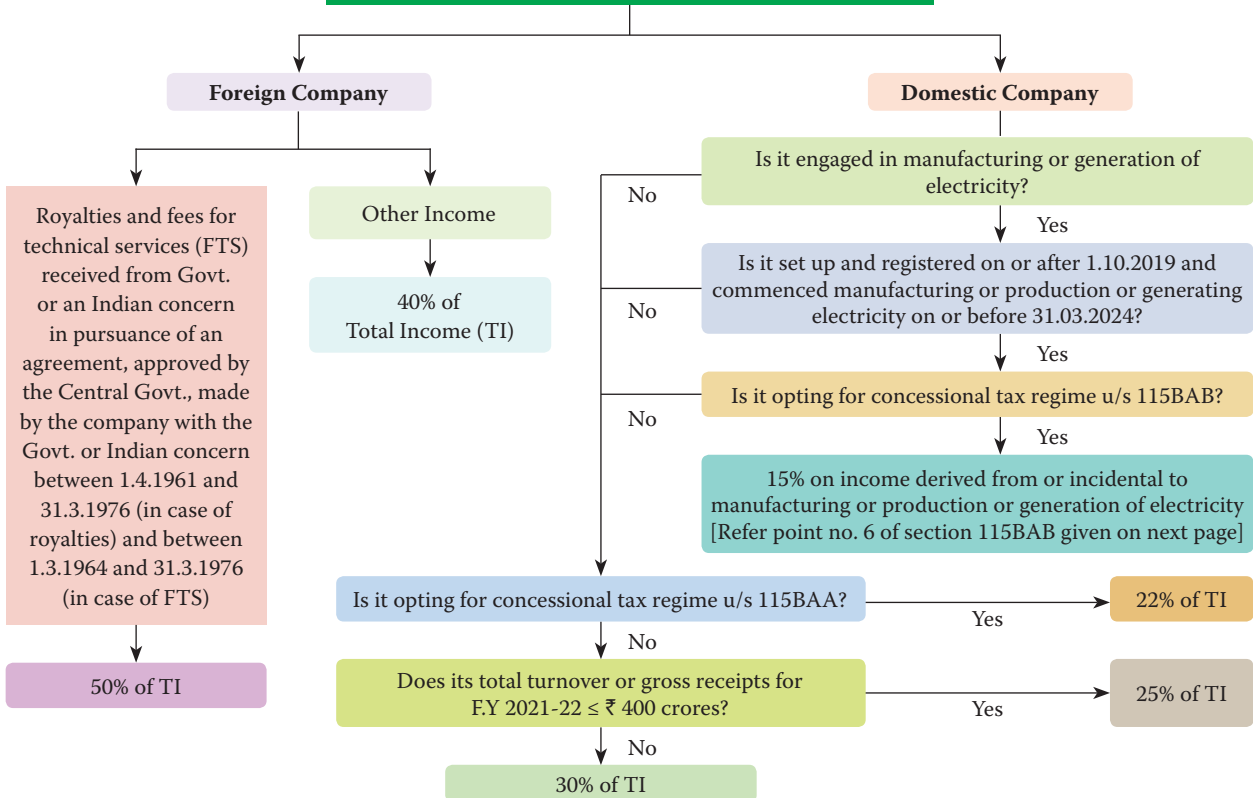 Foreign Company
Domestic Company
Royalties and fees for
technical services (FTS)
received from Govt.
or an Indian concern
in pursuance of an
agreement, approved by
the Central Govt., made
by the company with the
Govt. or Indian concern
between 1.4.1961 and
31.3.1976 (in case of
royalties) and between
1.3.1964 and 31.3.1976
(in case of FTS)
50% of TI
Other Income
40% of
Total Income (TI)
Is it engaged in manufacturing or generation of
electricity?
No
Yes
Is it set up and registered on or after 1.10.2019 and
commenced manufacturing or production or generating
electricity on or before 31.03.2024?
No
Yes
Is it opting for concessional tax regime u/s 115BAB?
No
Yes
15% on income derived from or incidental to
manufacturing or production or generation of electricity
[Refer point no. 6 of section 115BAB given on next page]
Is it opting for concessional tax regime u/s 115BAA?
Yes
22% of TI
No
Does its total turnover or gross receipts for
F.Y 2021-22 ≤ ₹ 400 crores?
Yes
25% of TI
No
30% of TI